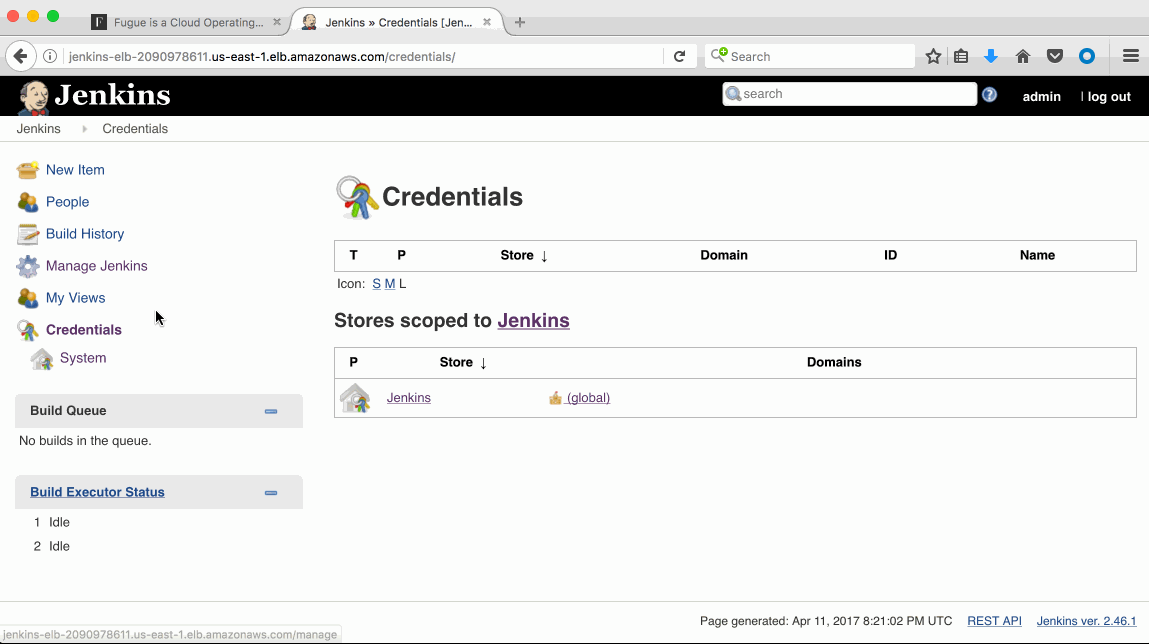 Fugue is a Cloud Operating...
Jenkins » Credentials [Jen...
jenkins-elb-2090978611.us-east-1.elb.amazonaws.com/credentials/
Search
Jenkins
search
admin
| log out
Jenkins
Credentials
New Item
People
Build History
Manage Jenkins
My Views
Credentials
System
Build Queue
No builds in the queue.
Build Executor Status
1 Idle
2 Idle
Credentials
T P Store ↓ Domain ID Name
Icon: S M L
Stores scoped to Jenkins
P Store ↓ Domains
Jenkins (global)
Page generated: Apr 11, 2017 8:21:02 PM UTC REST API Jenkins ver. 2.46.1
jenkins-elb-2090978611.us-east-1.elb.amazonaws.com/manage